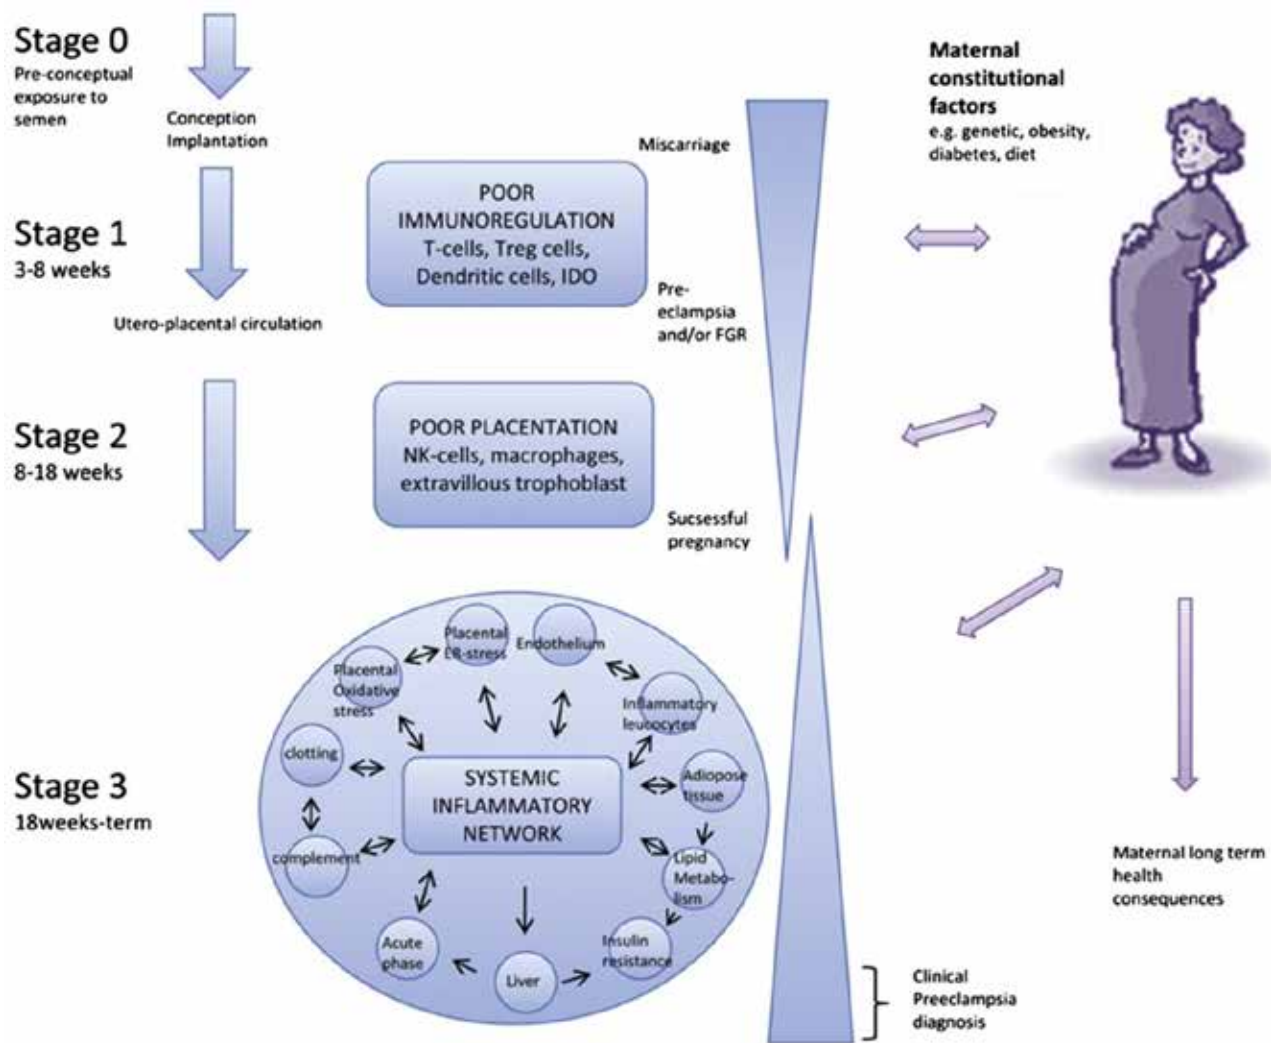 Stage 0
Pre-conceptual
exposure to
semen
Conception
Implantation
Stage 1
3-8 weeks
Utero-placental circulation
Stage 2
8-18 weeks
Stage 3
18weeks-term
POOR
IMMUNOREGULATION
T-cells, Treg cells,
Dendritic cells, IDO
POOR PLACENTATION
NK-cells, macrophages,
extravillous trophoblast
Miscarriage
Pre-
eclampsia
and/or FGR
Sucsessful
pregnancy
Maternal
constitutional
factors
e.g. genetic, obesity,
diabetes, diet
Placental
ER-stress
Endothelium
Placental
Oxidative
stress
Inflammatory
leucocytes
clotting
SYSTEMIC
INFLAMMATORY
NETWORK
Adiopose
tissue
complement
Lipid
Metabo-
lism
Acute
phase
Liver
Insulin
resistance
Maternal long term
health
consequences
Clinical
Preeclampsia
diagnosis